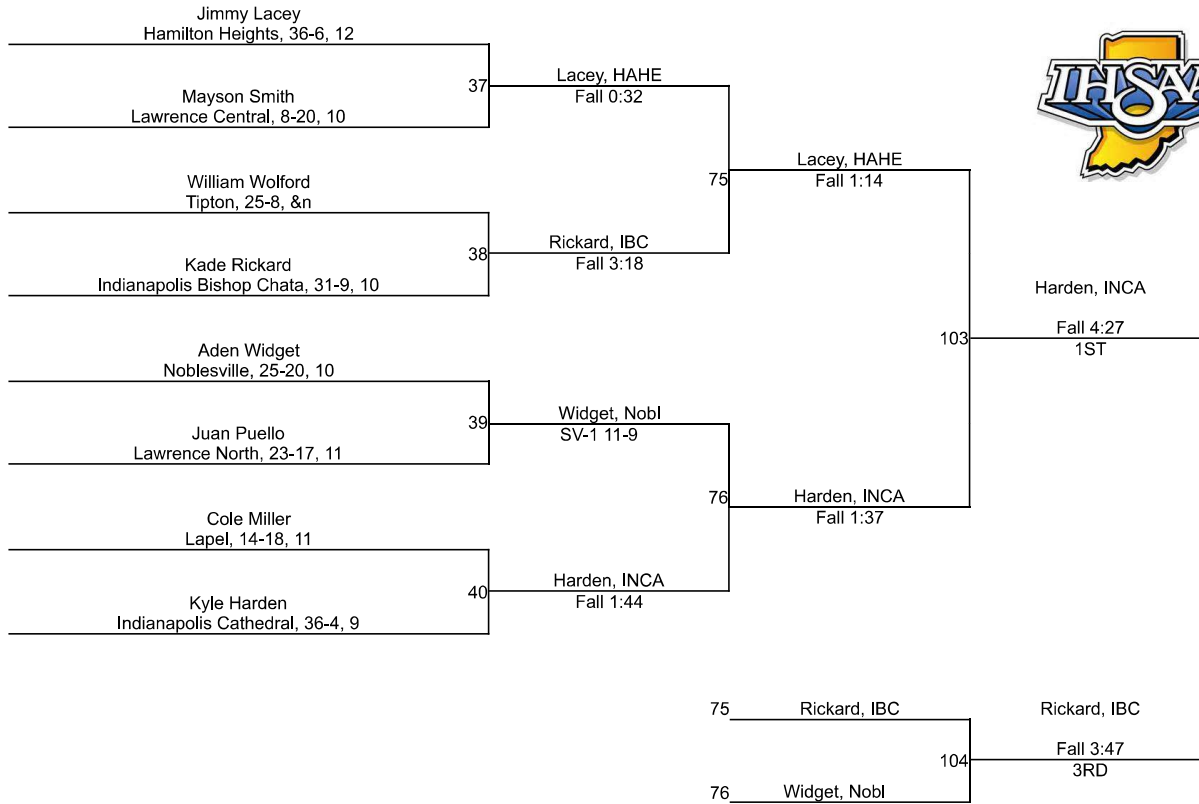 Jimmy Lacey
Hamilton Heights, 36-6, 12
37
Lacey, HAHE
Fall 0:32
Mayson Smith
Lawrence Central, 8-20, 10
IHSAA
75
Lacey, HAHE
Fall 1:14
William Wolford
Tipton, 25-8, &n
38
Rickard, IBC
Fall 3:18
Kade Rickard
Indianapolis Bishop Chata, 31-9, 10
103
Harden, INCA
Fall 4:27
1ST
Aden Widget
Noblesville, 25-20, 10
39
Widget, Nobl
SV-1 11-9
Juan Puello
Lawrence North, 23-17, 11
76
Harden, INCA
Fall 1:37
Cole Miller
Lapel, 14-18, 11
40
Harden, INCA
Fall 1:44
Kyle Harden
Indianapolis Cathedral, 36-4, 9
75
Rickard, IBC
104
Rickard, IBC
Fall 3:47
3RD
76
Widget, Nobl